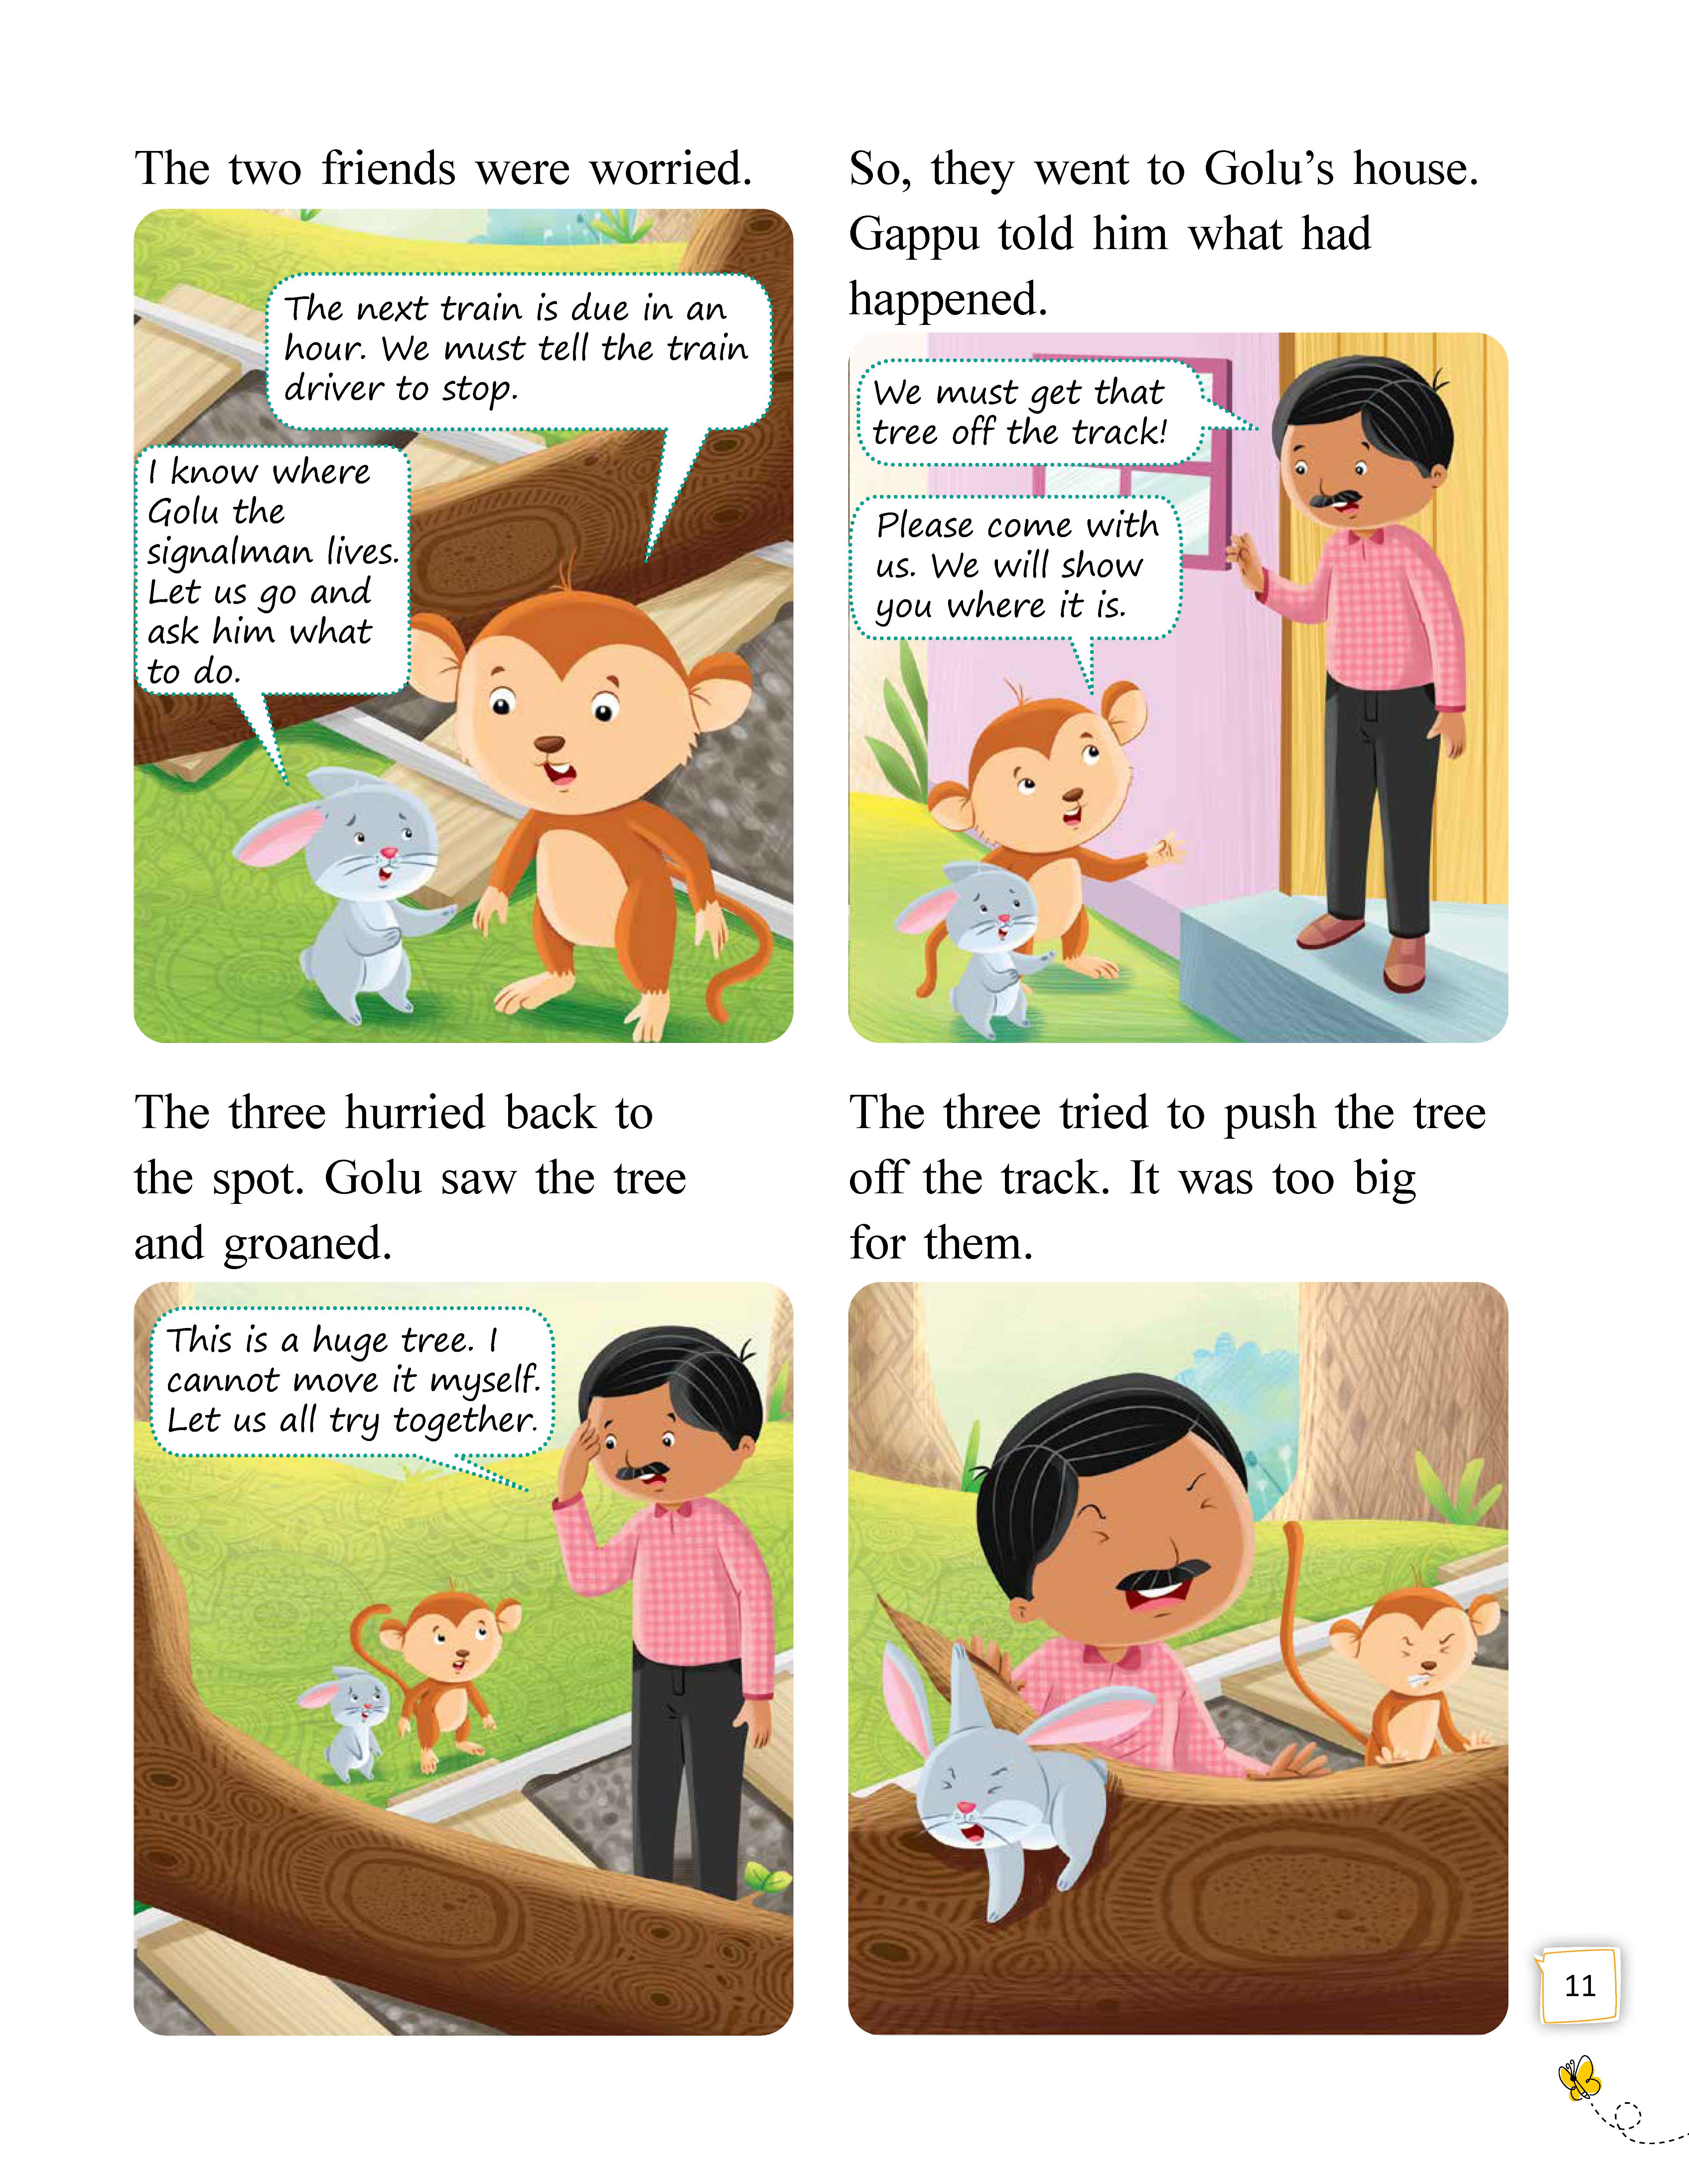 The two friends were worried.
The next train is due in an
hour. We must tell the train
driver to stop.
I know where
Golu the
signalman lives.
Let us go and
ask him what
to do.
So, they went to Golu’s house.
Gappu told him what had
happened.
We must get that
tree off the track!
Please come with
us. We will show
you where it is.
The three hurried back to
the spot. Golu saw the tree
and groaned.
This is a huge tree. I
cannot move it myself.
Let us all try together.
The three tried to push the tree
off the track. It was too big
for them.
11